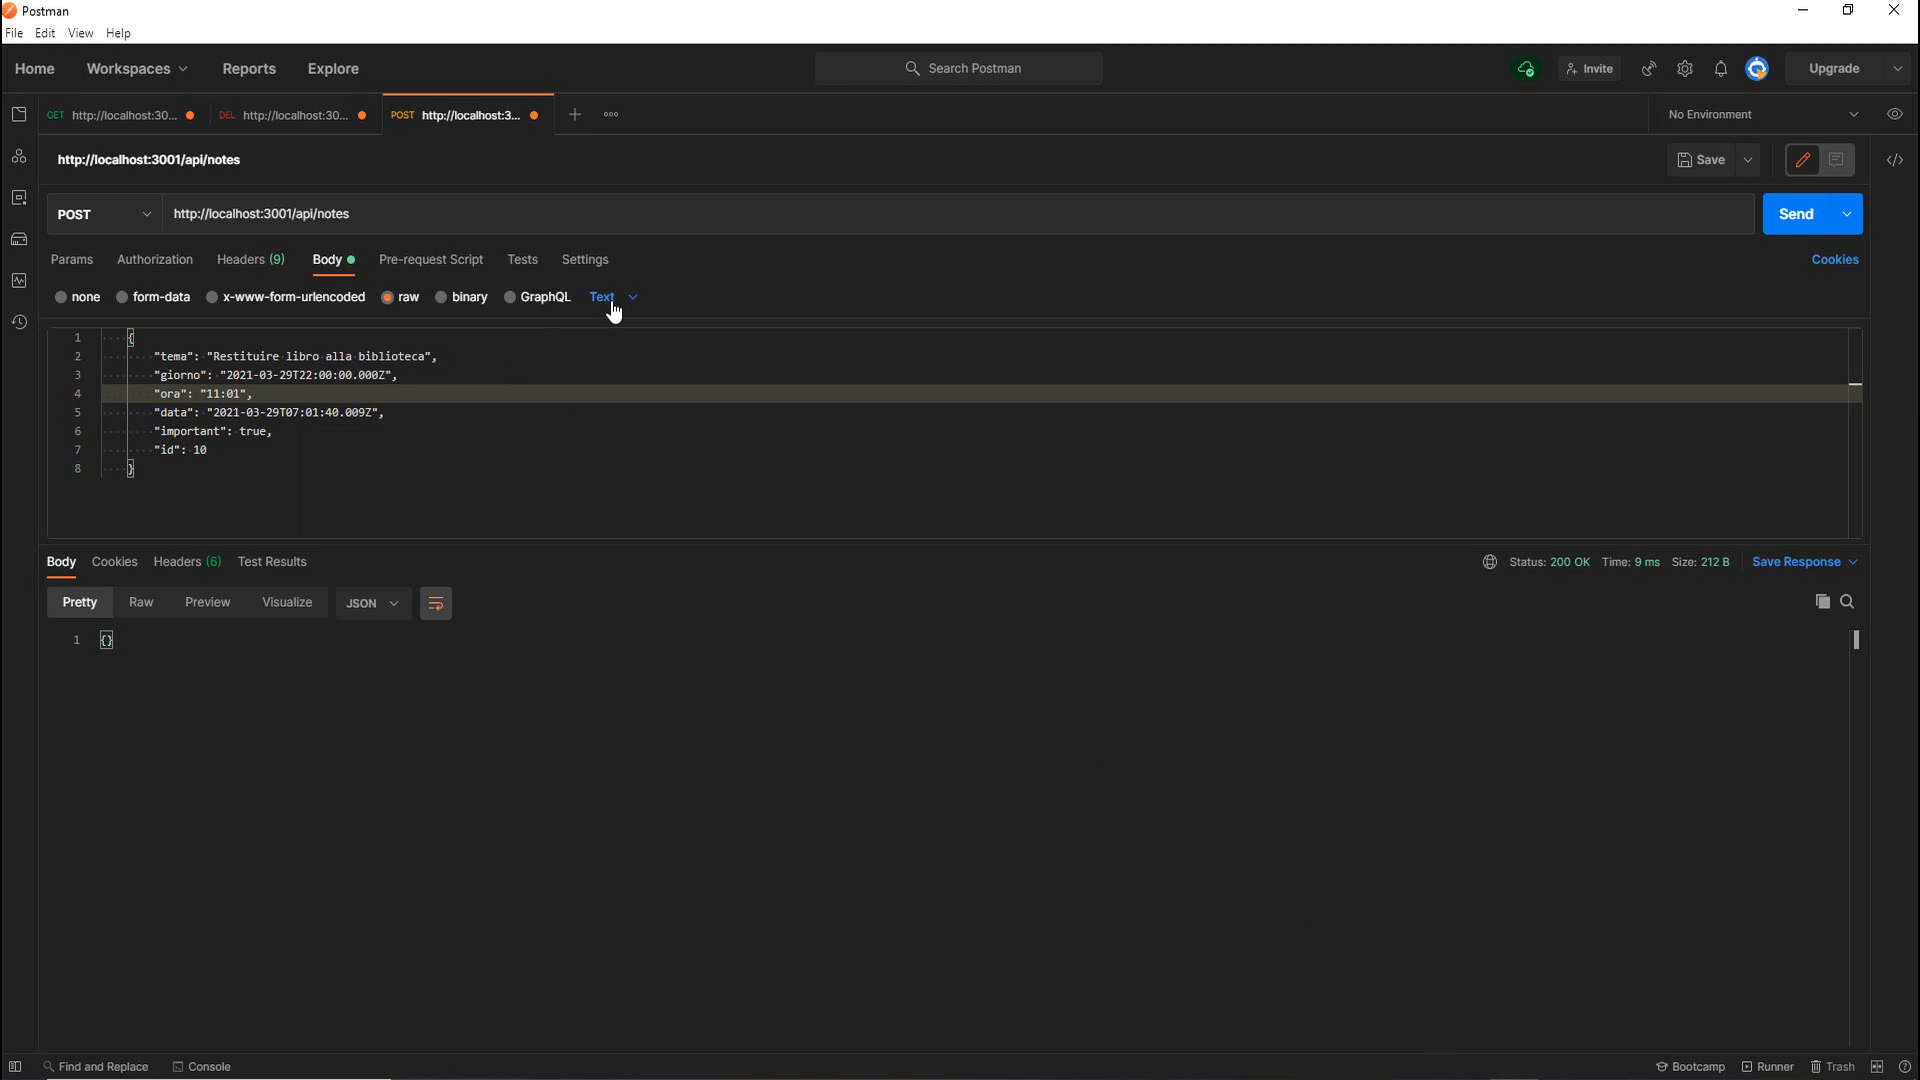 Postman
File Edit View Help
Home Workspaces Reports Explore Search Postman Invite Upgrade
GET http://localhost:30... DEL http://localhost:30... POST http://localhost:3... No Environment
http://localhost:3001/api/notes Save
POST http://localhost:3001/api/notes Send
Params Authorization Headers (9) Body Pre-request Script Tests Settings Cookies
none form-data x-www-form-urlencoded raw binary GraphQL Text
1 {
2 "tema": "Restituire libro alla biblioteca",
3 "giorno": "2021-03-29T22:00:00.000Z",
4 "ora": "11:01",
5 "data": "2021-03-29T07:01:40.009Z",
6 "important": true,
7 "id": 10
8 }
Body Cookies Headers (6) Test Results Status: 200 OK Time: 9 ms Size: 212 B Save Response
Pretty Raw Preview Visualize JSON
1 {}
Find and Replace Console Bootcamp Runner Trash